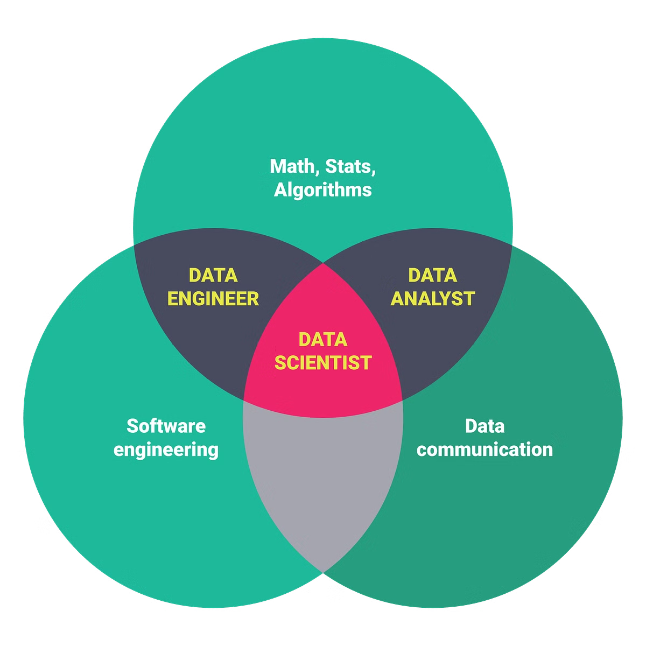 Math, Stats,
Algorithms
DATA
ENGINEER
DATA
ANALYST
DATA
SCIENTIST
Software
engineering
Data
communication